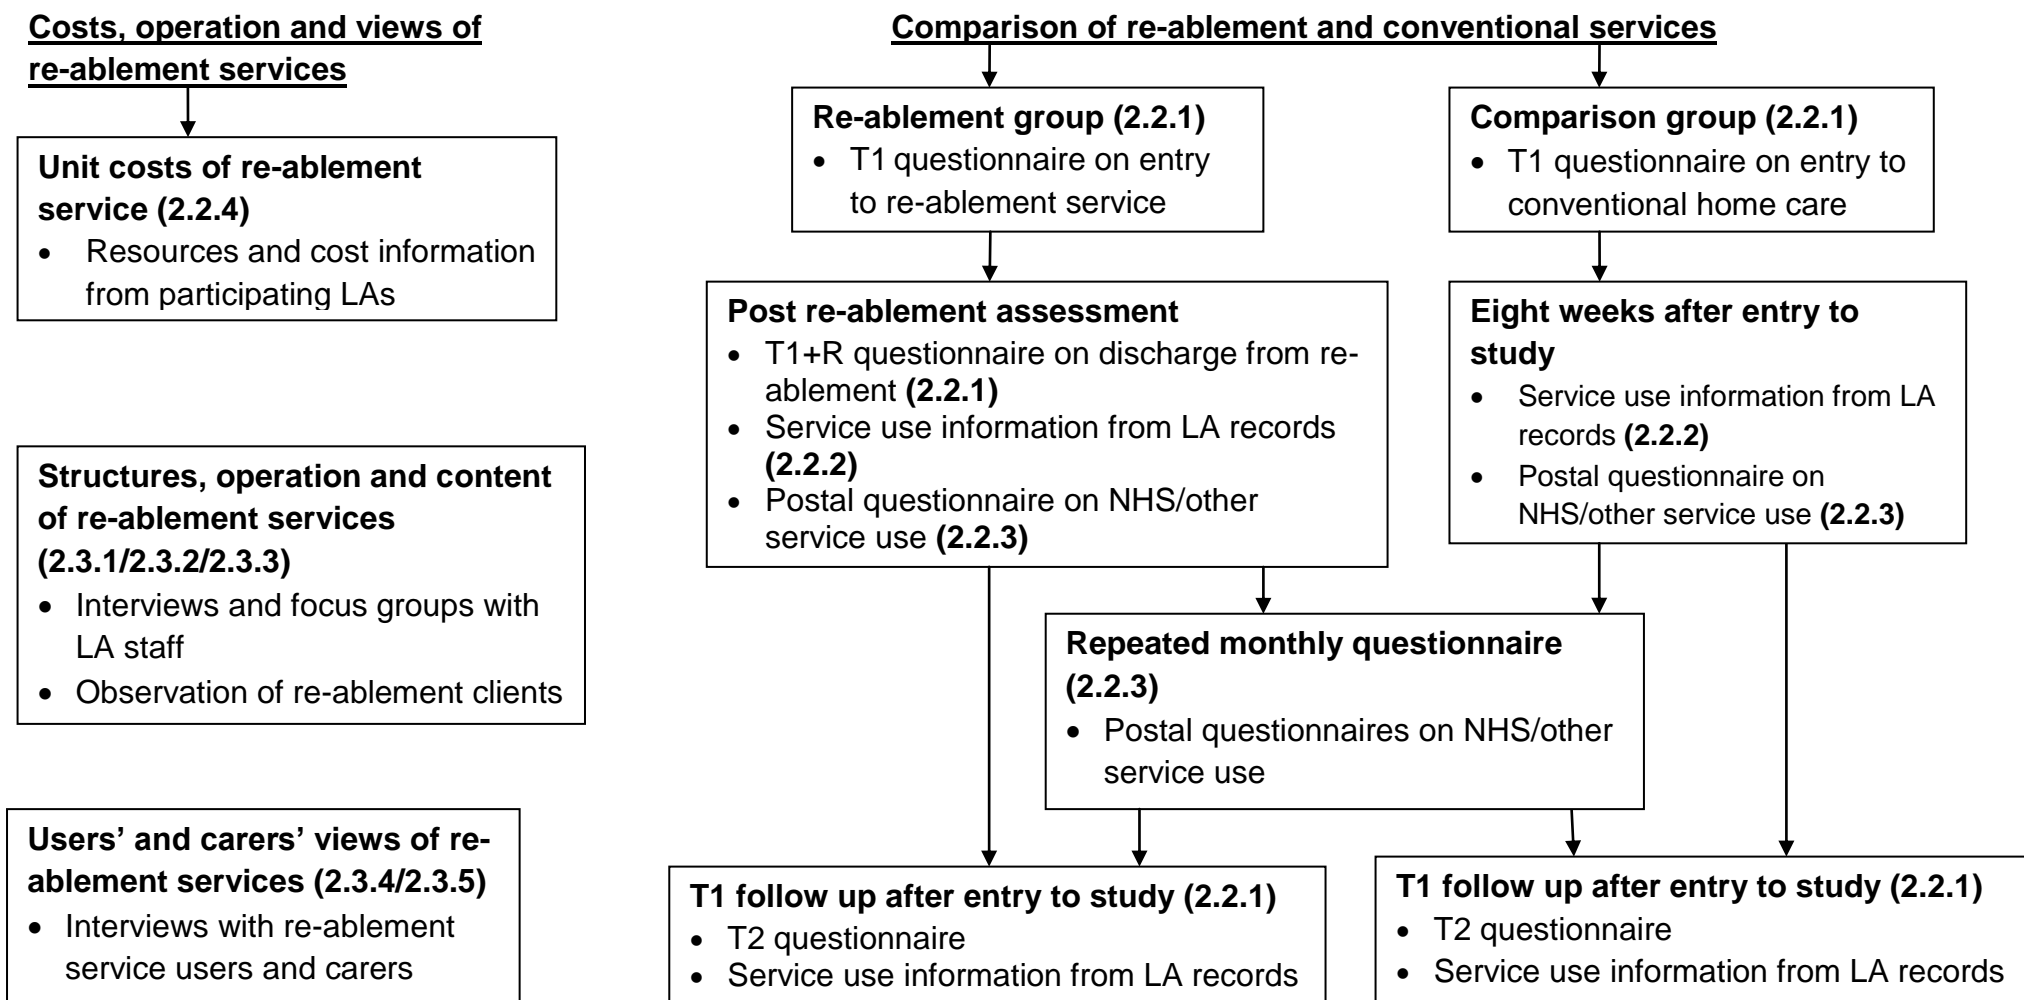 Costs, operation and views of
re-ablement services
Unit costs of re-ablement
service (2.2.4)
• Resources and cost information
from participating LAs
Structures, operation and content
of re-ablement services
(2.3.1/2.3.2/2.3.3)
• Interviews and focus groups with
LA staff
• Observation of re-ablement clients
Users’ and carers’ views of re-
ablement services (2.3.4/2.3.5)
• Interviews with re-ablement
service users and carers
Comparison of re-ablement and conventional services
Re-ablement group (2.2.1)
• T1 questionnaire on entry
to re-ablement service
Comparison group (2.2.1)
• T1 questionnaire on entry to
conventional home care
Post re-ablement assessment
• T1+R questionnaire on discharge from re-
ablement (2.2.1)
• Service use information from LA records
(2.2.2)
• Postal questionnaire on NHS/other
service use (2.2.3)
Eight weeks after entry to
study
• Service use information from LA
records (2.2.2)
• Postal questionnaire on
NHS/other service use (2.2.3)
Repeated monthly questionnaire
(2.2.3)
• Postal questionnaires on NHS/other
service use
T1 follow up after entry to study (2.2.1)
• T2 questionnaire
• Service use information from LA records
T1 follow up after entry to study (2.2.1)
• T2 questionnaire
• Service use information from LA records